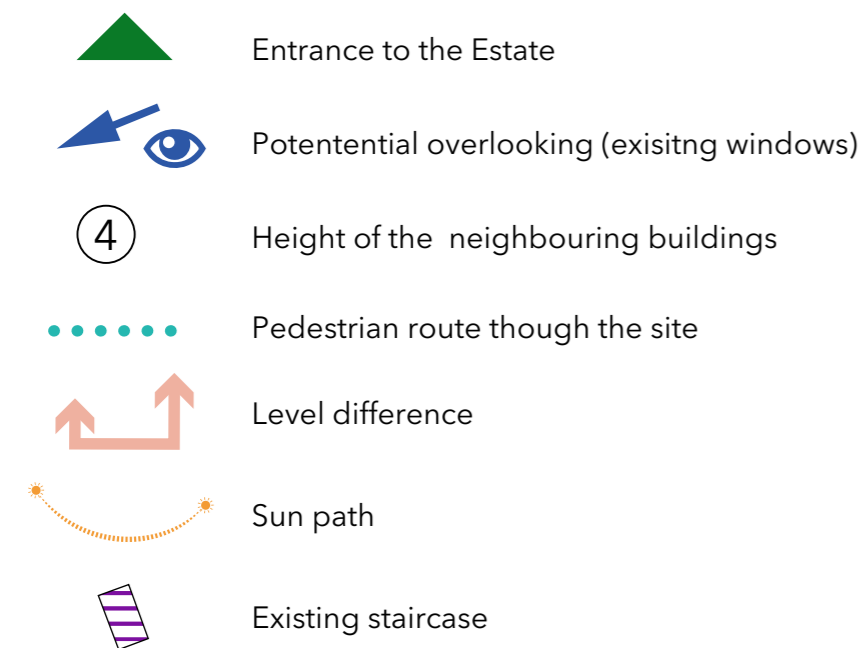 Entrance to the Estate
Potentential overlooking (exisitng windows)
4
Height of the neighbouring buildings
Pedestrian route though the site
Level difference
Sun path
Existing staircase